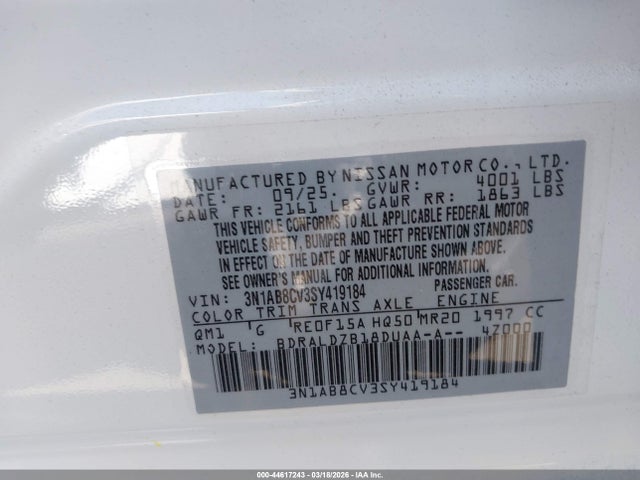 MANUFACTURED BY NISSAN MOTOR CO., LTD.
DATE: 09/25. GVWR: 4001 LBS
GAWR FR: 2161 LBS GAWR RR: 1863 LBS
THIS VEHICLE CONFORMS TO ALL APPLICABLE FEDERAL MOTOR
VEHICLE SAFETY, BUMPER AND THEFT PREVENTION STANDARDS
IN EFFECT ON THE DATE OF MANUFACTURE SHOWN ABOVE.
SEE OWNER'S MANUAL FOR ADDITIONAL INFORMATION.
VIN: 3N1AB8CV3SY419184 PASSENGER CAR.
COLOR TRIM TRANS AXLE ENGINE
QM1 G RE0F15A HQ50 MR20 1997 CC
MODEL: BDRALDZB18DUAA-A-- 4Z000
3N1AB8CV3SY419184
000-44617243 - 03/18/2026 - IAA Inc.